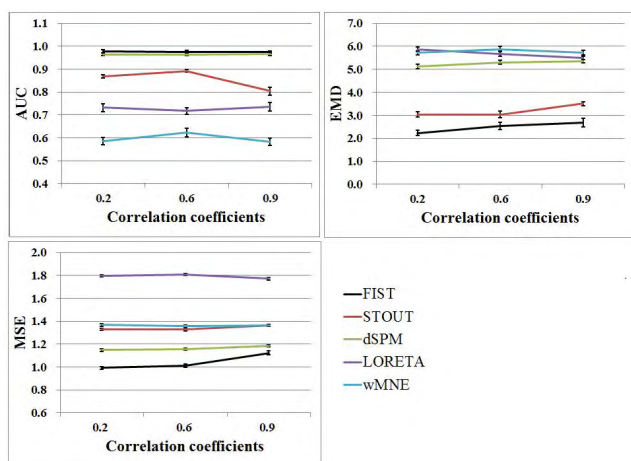 1.1
1.0
0.9
0.8
0.7
0.6
0.5
0.4
AUC
0.2 0.6 0.9
Correlation coefficients
7.0
6.0
5.0
4.0
3.0
2.0
1.0
0.0
EMD
0.2 0.6 0.9
Correlation coefficients
2.0
1.8
1.6
1.4
1.2
1.0
0.8
0.6
MSE
0.2 0.6 0.9
Correlation coefficients
FIST
STOUT
dSPM
LORETA
wMNE